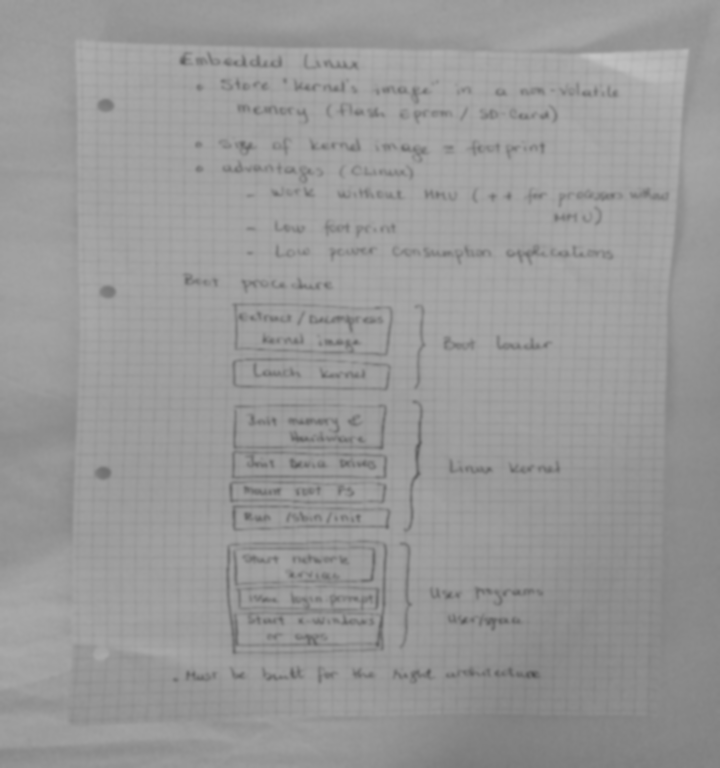 Embedded Linux
• Store "kernel's image" in a non-volatile
memory (flash eprom / SD-Card)
• Size of kernel image = footprint
• advantages (CLinux)
- Work without MMU (++ for processors without
MMU)
- Low footprint
- Low power consumption applications
Boot procedure
extract / Decompress
kernel image
Lauch kernel
Boot loader
Init memory &
Hardware
Init Device Drivers
Mount root FS
Run /sbin/init
Linux kernel
Start network
services
Issue login prompt
Start x-windows
or apps
User programs
User/space
• Must be built for the right architecture